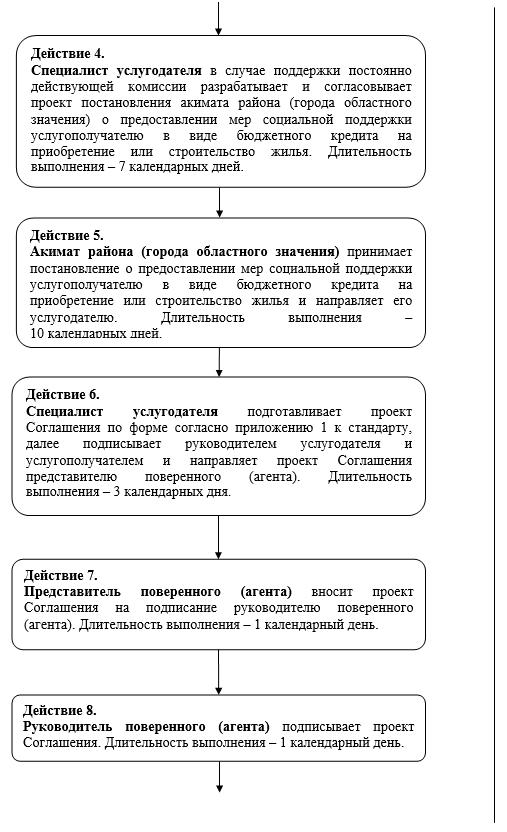 Действие 4.
Специалист услугодателя в случае поддержки постоянно
действующей комиссии разрабатывает и согласовывает
проект постановления акимата района (города областного
значения) о предоставлении мер социальной поддержки
услугополучателю в виде бюджетного кредита на
приобретение или строительство жилья. Длительность
выполнения – 7 календарных дней.
Действие 5.
Акимат района (города областного значения) принимает
постановление о предоставлении мер социальной поддержки
услугополучателю в виде бюджетного кредита на
приобретение или строительство жилья и направляет его
услугодателю. Длительность выполнения –
10 календарных дней.
Действие 6.
Специалист услугодателя подготавливает проект
Соглашения по форме согласно приложению 1 к стандарту,
далее подписывает руководителем услугодателя и
услугополучателем и направляет проект Соглашения
представителю поверенного (агента). Длительность
выполнения – 3 календарных дня.
Действие 7.
Представитель поверенного (агента) вносит проект
Соглашения на подписание руководителю поверенного
(агента). Длительность выполнения – 1 календарный день.
Действие 8.
Руководитель поверенного (агента) подписывает проект
Соглашения. Длительность выполнения – 1 календарный день.